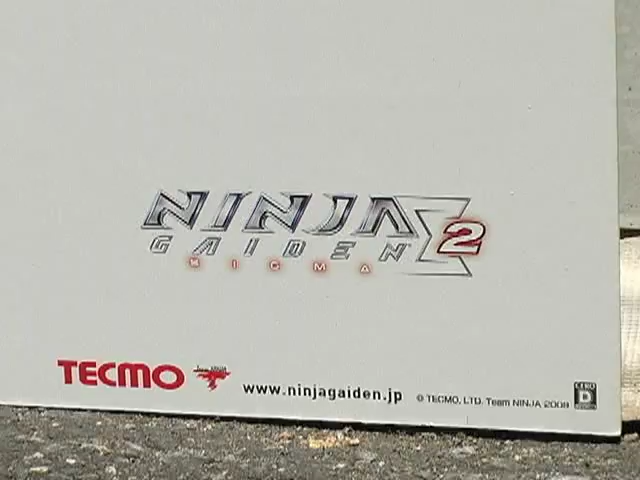 NINJA
GAIDEN Σ2
SIGMA
TECMO www.ninjagaiden.jp © TECMO, LTD. Team NINJA 2009 CERO D